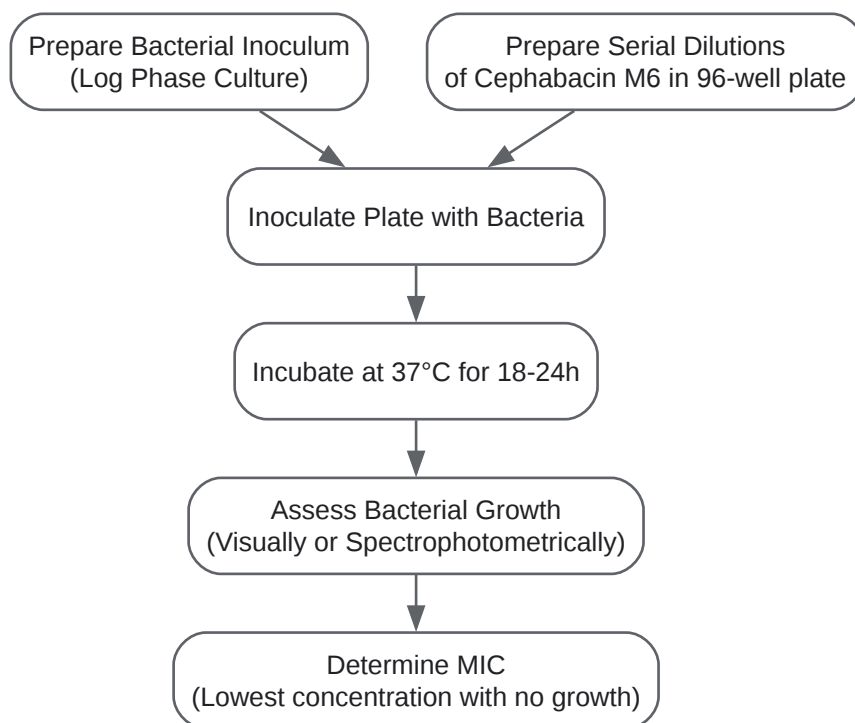 Prepare Bacterial Inoculum
(Log Phase Culture)
Prepare Serial Dilutions
of Cephabacin M6 in 96-well plate
Inoculate Plate with Bacteria
Incubate at 37°C for 18-24h
Assess Bacterial Growth
(Visually or Spectrophotometrically)
Determine MIC
(Lowest concentration with no growth)